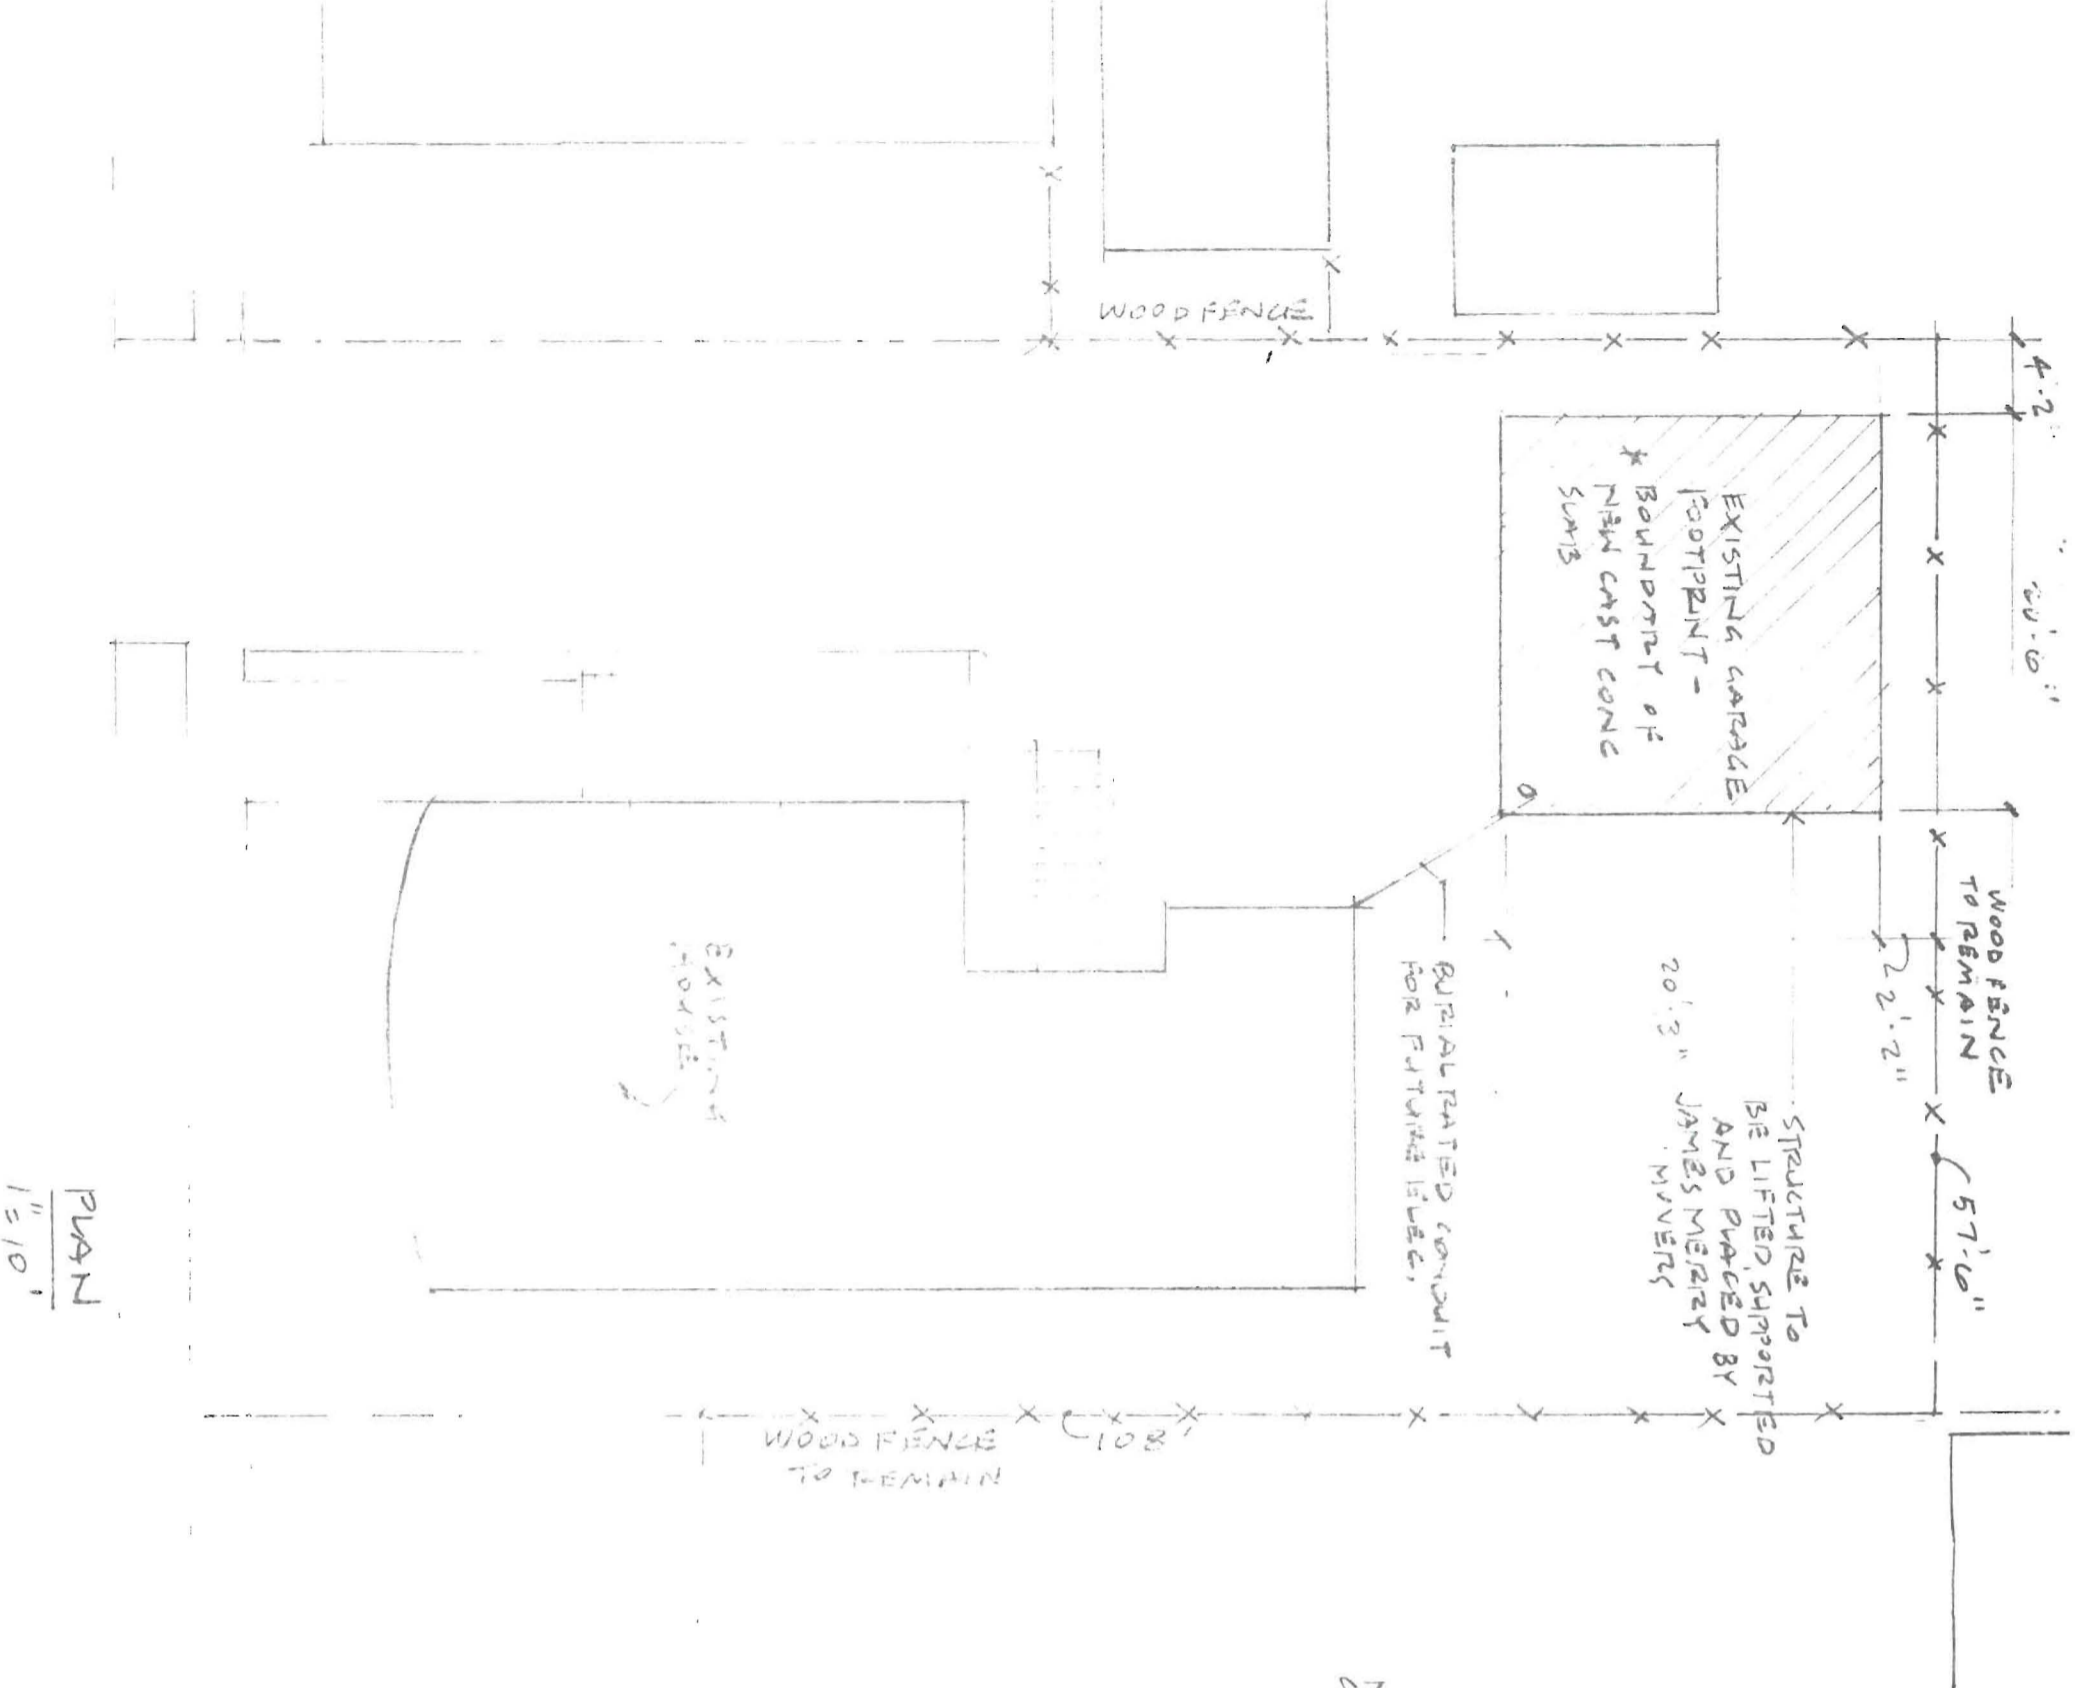 WOOD FENCE
4'-2"
EXISTING GARAGE
FOOTPRINT -
* BOUNDARY OF
NEW CAST CONC
SLAB
WOOD FENCE
TO REMAIN
2'-2"
57'-6"
20'-3"
STRUCTURE TO
BE LIFTED, SUPPORTED
AND PLACED BY
JAMES MERRY
MOVERS
BURIAL RATED CONDUIT
FOR FUTURE ELEC.
EXISTING
HOUSE
WOOD FENCE
TO REMAIN
108'
PLAN
1"=10'